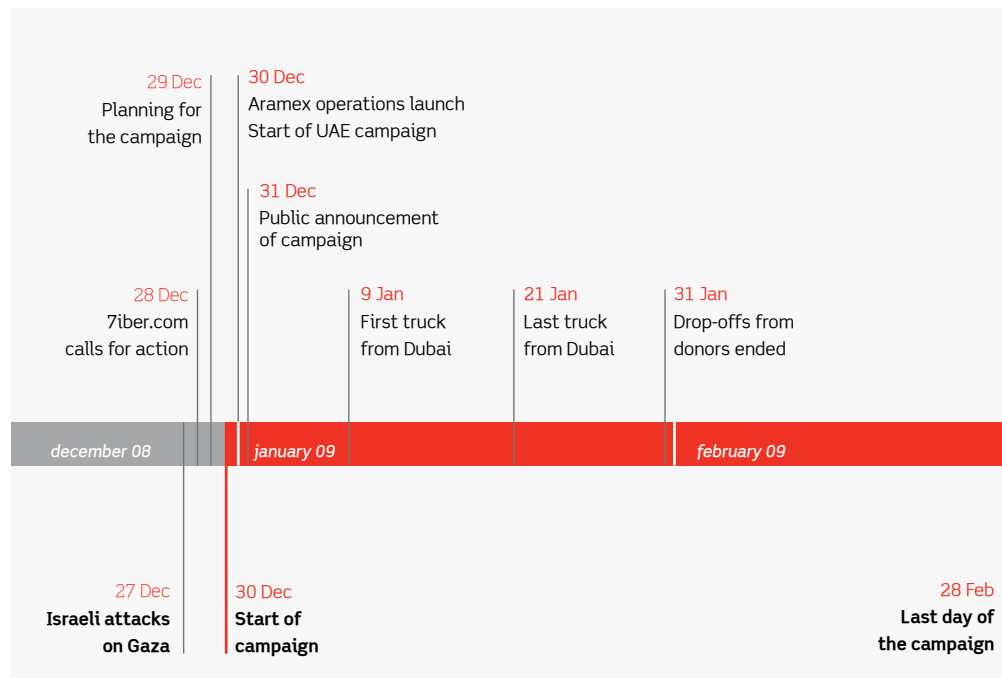 29 Dec
Planning for
the campaign
30 Dec
Aramex operations launch
Start of UAE campaign
31 Dec
Public announcement
of campaign
28 Dec
7iber.com
calls for action
9 Jan
First truck
from Dubai
21 Jan
Last truck
from Dubai
31 Jan
Drop-offs from
donors ended
december 08
january 09
february 09
27 Dec
Israeli attacks
on Gaza
30 Dec
Start of
campaign
28 Feb
Last day of
the campaign